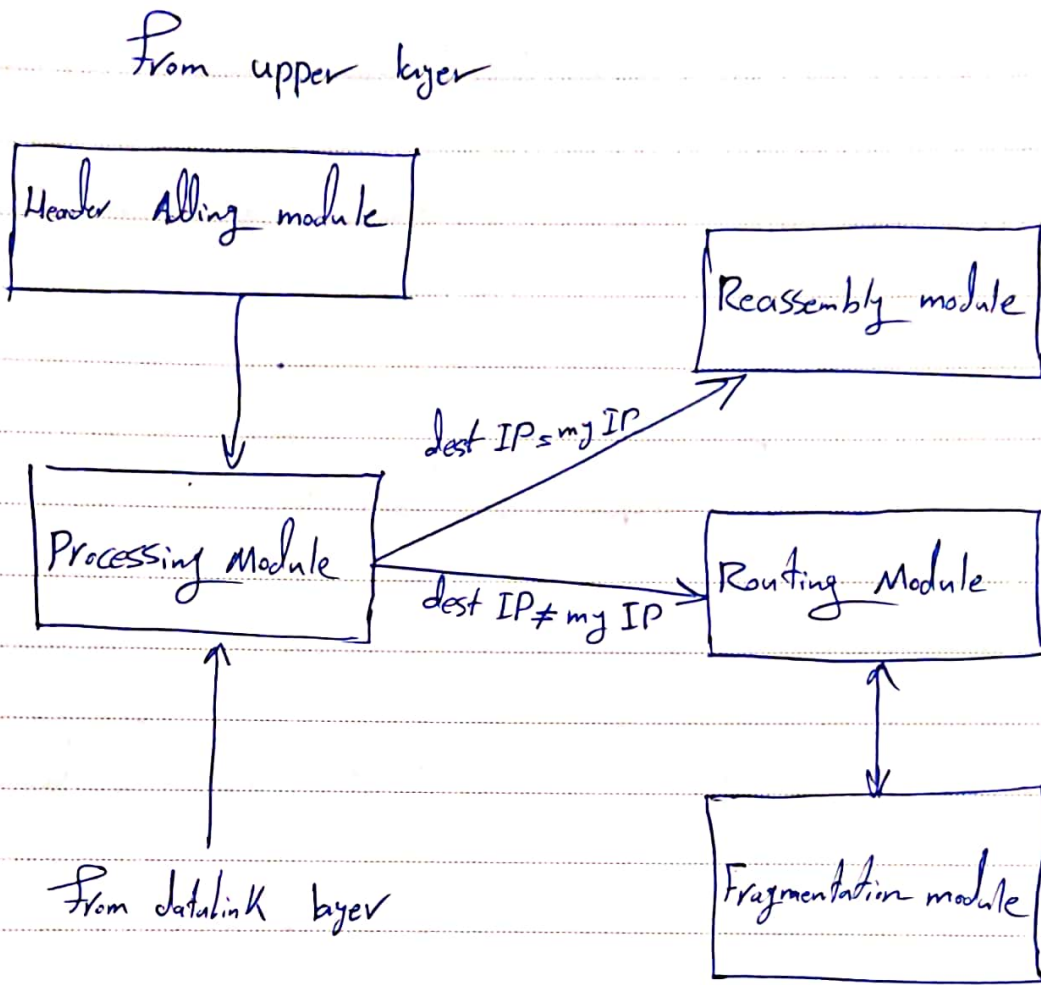 From upper layer
Header Adding module
Reassembly module
dest IP = my IP
Processing Module
Routing Module
dest IP ≠ my IP
Fragmentation module
From datalink layer